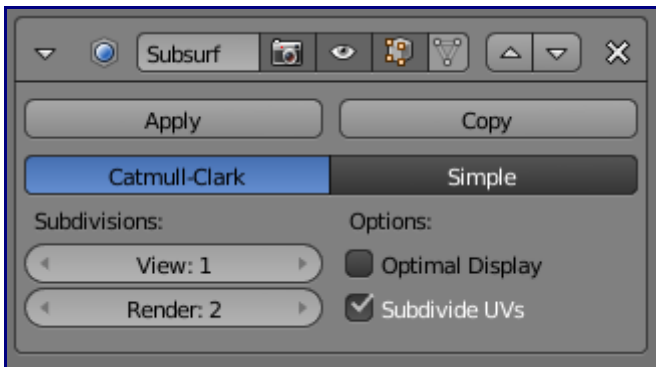 Subsurf
Apply Copy
Catmull-Clark Simple
Subdivisions: Options:
View: 1 Optimal Display
Render: 2 Subdivide UVs